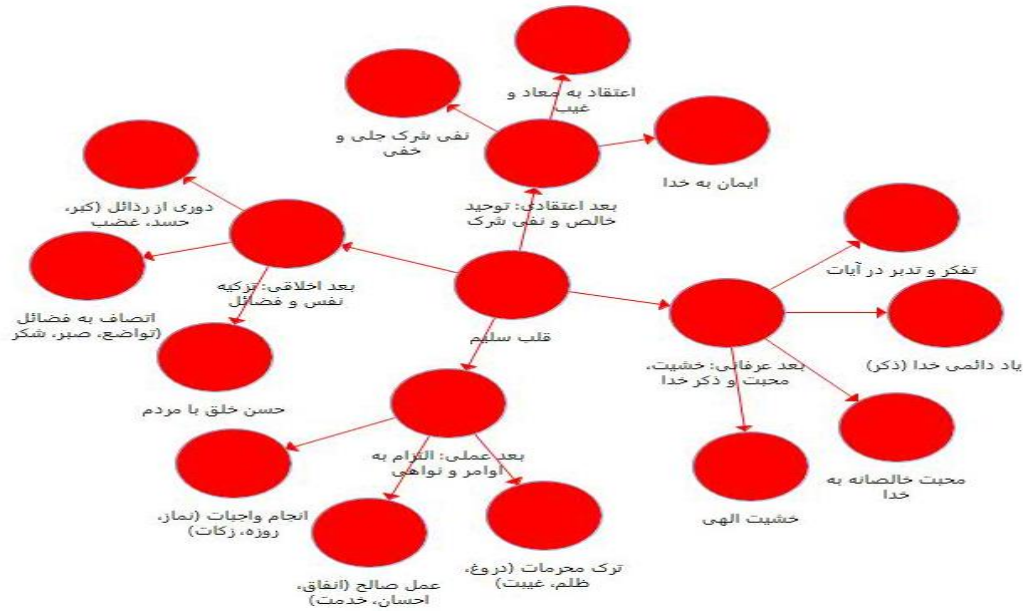 اعتقاد به معاد و
غیب
نفی شرک جلی و
خفی
ایمان به خدا
بعد اعتقادی: توحید
خالص و نفی شرک
دوری از رذائل (کبر،
حسد، غضب
بعد اخلاقی: تزکیه
نفس و فضائل
اتصاف به فضائل
(تواضع، صبر، شکر
حسن خلق با مردم
قلب سلیم
تفکر و تدبر در آیات
یاد دائمی خدا (ذکر)
بعد عرفانی: خشیت،
محبت و ذکر خدا
محبت خالصانه به
خدا
خشیت الهی
بعد عملی: التزام به
اوامر و نواهی
انجام واجبات (نماز،
روزه، زکات)
عمل صالح (انفاق،
احسان، خدمت)
ترک محرمات (دروغ،
ظلم، غیبت)